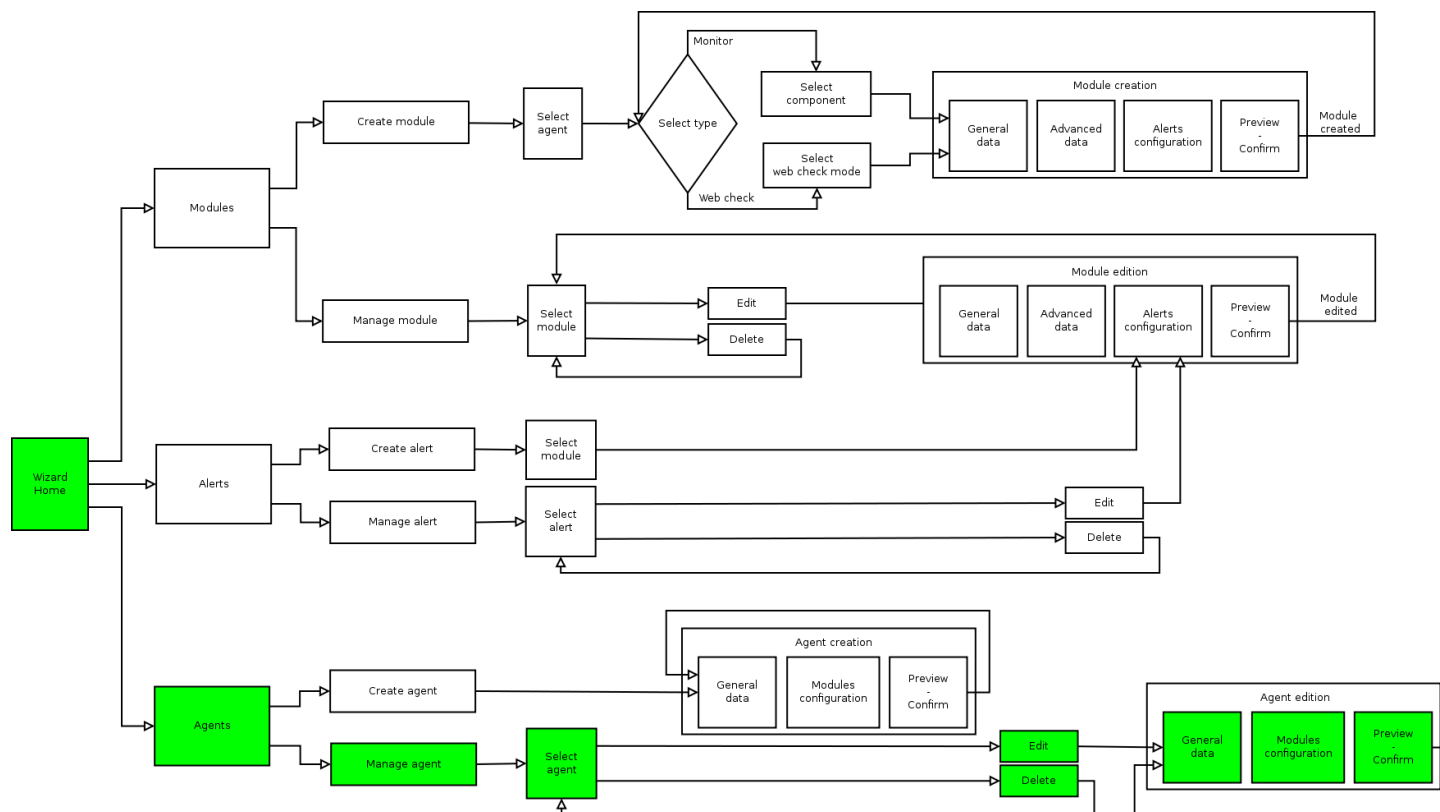 Monitor
Select
component
Module creation
Create module
Select
agent
Select type
General
data
Advanced
data
Alerts
configuration
Preview
-
Confirm
Module
created
Select
web check mode
Web check
Modules
Module edition
Manage module
Select
module
Edit
Delete
General
data
Advanced
data
Alerts
configuration
Preview
-
Confirm
Module
edited
Wizard
Home
Alerts
Create alert
Select
module
Manage alert
Select
alert
Edit
Delete
Agent creation
Create agent
General
data
Modules
configuration
Preview
-
Confirm
Agents
Manage agent
Select
agent
Edit
Delete
Agent edition
General
data
Modules
configuration
Preview
-
Confirm